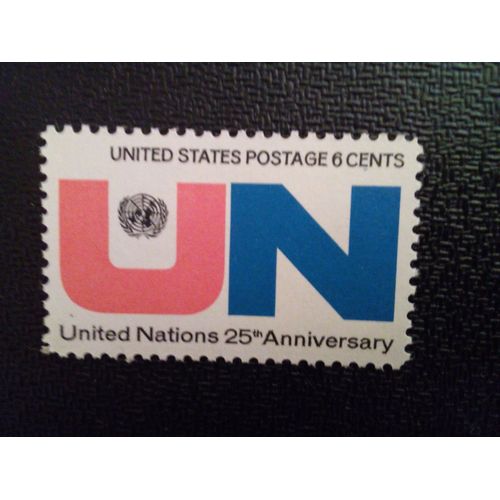 UNITED STATES POSTAGE 6 CENTS
UN
United Nations 25th Anniversary